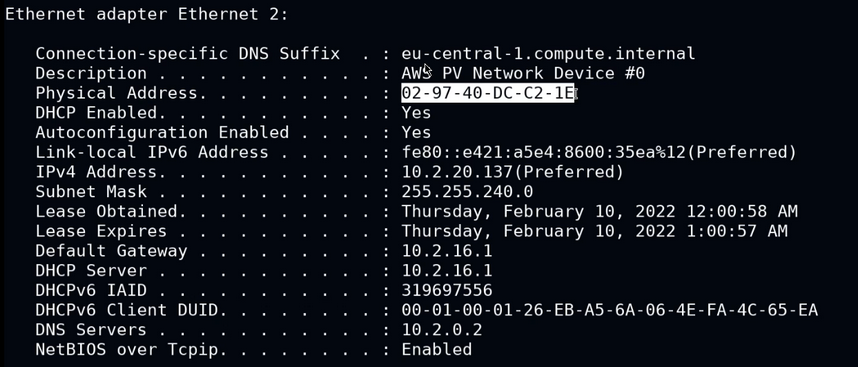 Ethernet adapter Ethernet 2:
Connection-specific DNS Suffix  . : eu-central-1.compute.internal
Description . . . . . . . . . . . : AWS PV Network Device #0
Physical Address. . . . . . . . . : 02-97-40-DC-C2-1E
DHCP Enabled. . . . . . . . . . . : Yes
Autoconfiguration Enabled . . . . : Yes
Link-local IPv6 Address . . . . . : fe80::e421:a5e4:8600:35ea%12(Preferred)
IPv4 Address. . . . . . . . . . . : 10.2.20.137(Preferred)
Subnet Mask . . . . . . . . . . . : 255.255.240.0
Lease Obtained. . . . . . . . . . : Thursday, February 10, 2022 12:00:58 AM
Lease Expires . . . . . . . . . . : Thursday, February 10, 2022 1:00:57 AM
Default Gateway . . . . . . . . . : 10.2.16.1
DHCP Server . . . . . . . . . . . : 10.2.16.1
DHCPv6 IAID . . . . . . . . . . . : 319697556
DHCPv6 Client DUID. . . . . . . . : 00-01-00-01-26-EB-A5-6A-06-4E-FA-4C-65-EA
DNS Servers . . . . . . . . . . . : 10.2.0.2
NetBIOS over Tcpip. . . . . . . . : Enabled